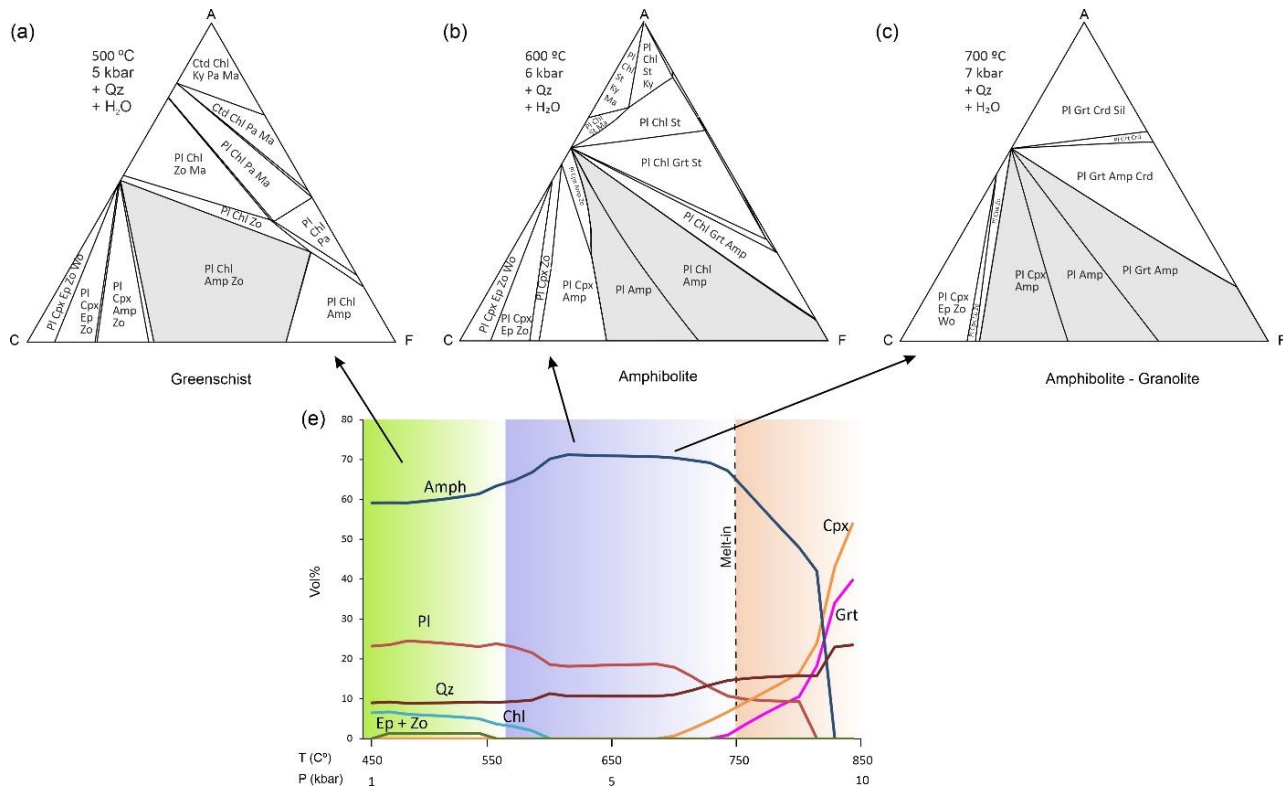 (a)
500 °C
5 kbar
+ Qz
+ H₂O
A
Ctd Chl
Ky Pa Ma
Ctd Chl Pa Ma
Pl Chl Pa Ma
Pl Chl
Zo Ma
Pl Chl Zo
Pl Chl
Amp Zo
Pl Chl
Amp
Pl Cpx Ep Zo Wo
Pl
Cpx
Ep
Zo
Pl
Cpx
Amp
Zo
C
F
Greenschist
(b)
600 ºC
6 kbar
+ Qz
+ H₂O
A
Pl
Chl
St
Ky
Ma
Pl
Chl
St
Ky
Pl Chl St
Pl Chl Grt St
Pl Chl Grt Amp
Pl Cpx Amp Zo
Pl Chl
Amp
Pl Amp
Pl Cpx
Amp
Pl Cpx Zo
Pl Cpx Ep Zo Wo
Pl Cpx
Ep Zo
C
F
Amphibolite
(c)
700 ºC
7 kbar
+ Qz
+ H₂O
A
Pl Grt Crd Sil
Pl Grt Crd
Pl Grt Amp Crd
Pl Grt Amp
Pl Amp
Pl Cpx
Amp
Pl Cpx
Ep Zo
Wo
C
F
Amphibolite - Granolite
(e)
Vol%
80
70
60
50
40
30
20
10
0
Amph
Pl
Qz
Ep + Zo
Chl
Melt-in
Cpx
Grt
T (Cº) 450 550 650 750 850
P (kbar) 1 5 10